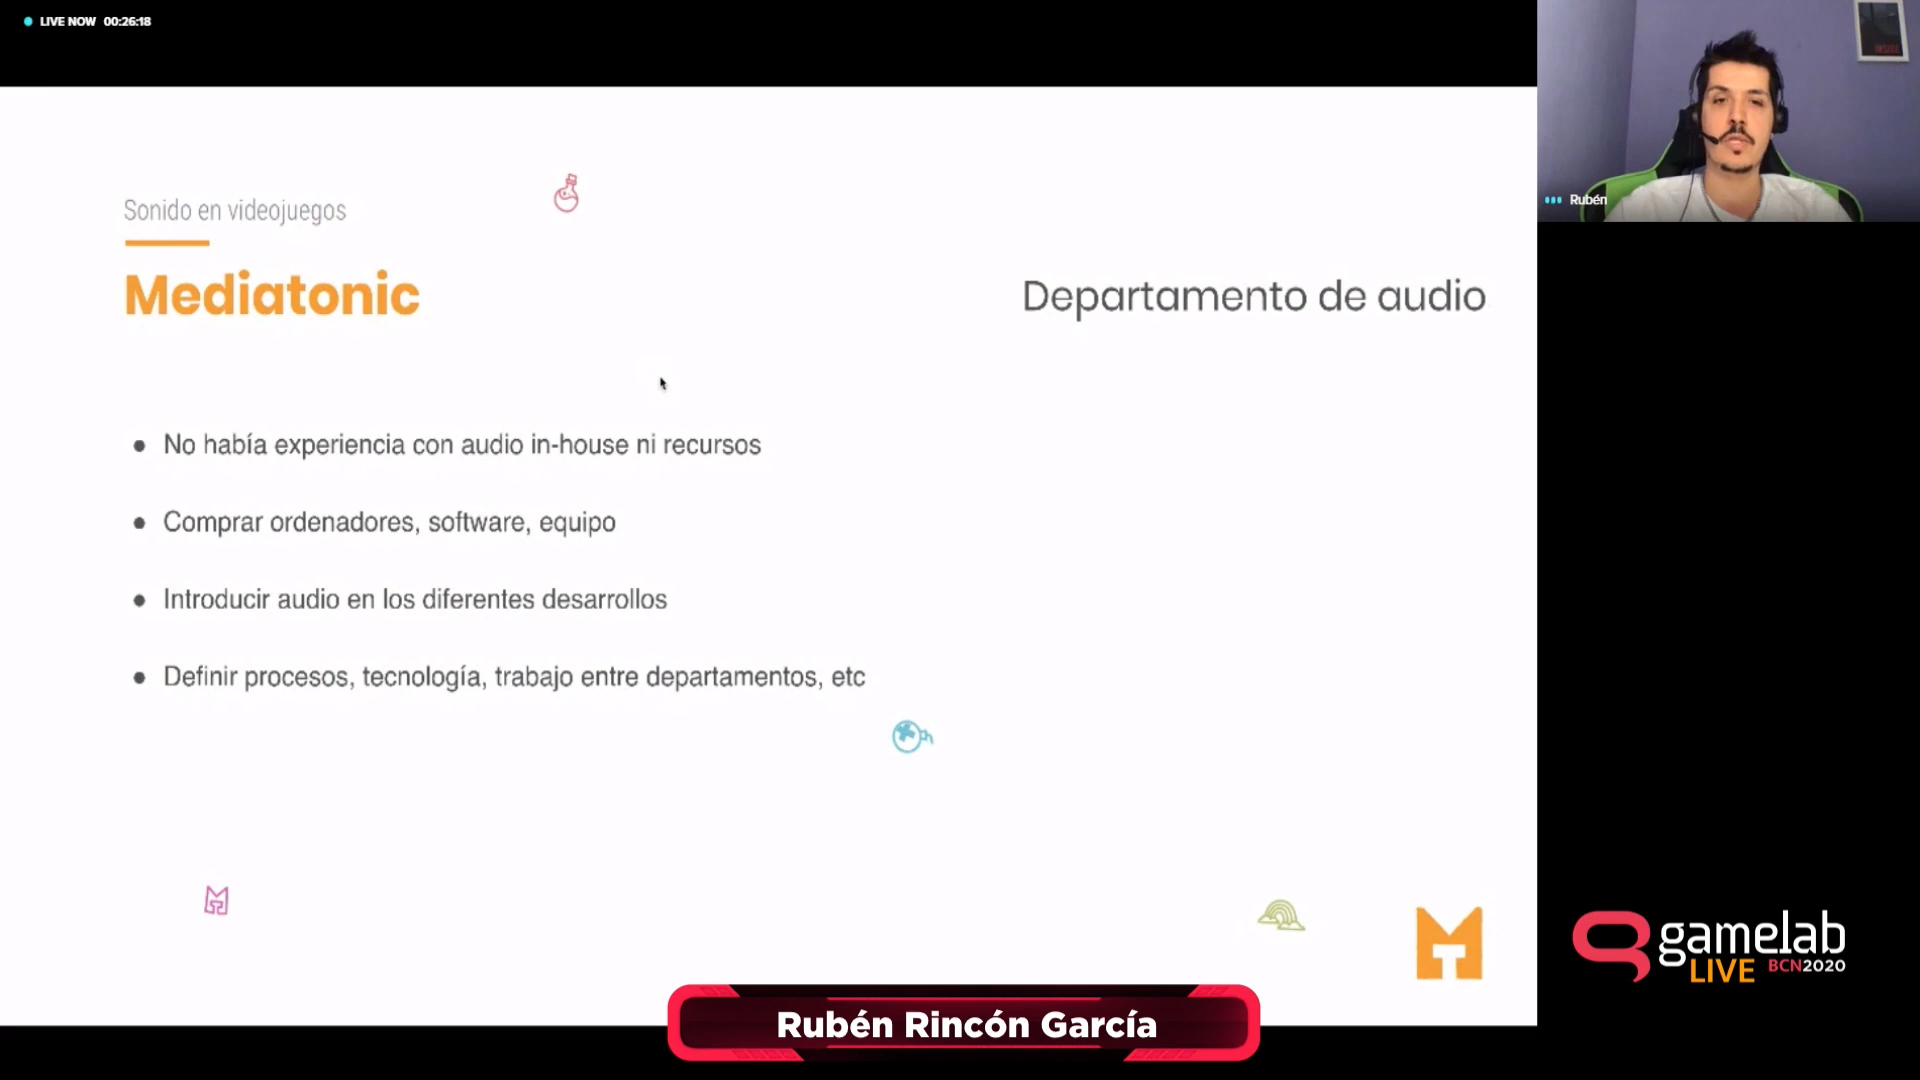 LIVE NOW 00:26:18
Rubén
Sonido en videojuegos
Mediatonic
Departamento de audio
● No había experiencia con audio in-house ni recursos
● Comprar ordenadores, software, equipo
● Introducir audio en los diferentes desarrollos
● Definir procesos, tecnología, trabajo entre departamentos, etc
gamelab
LIVE BCN2020
Rubén Rincón García